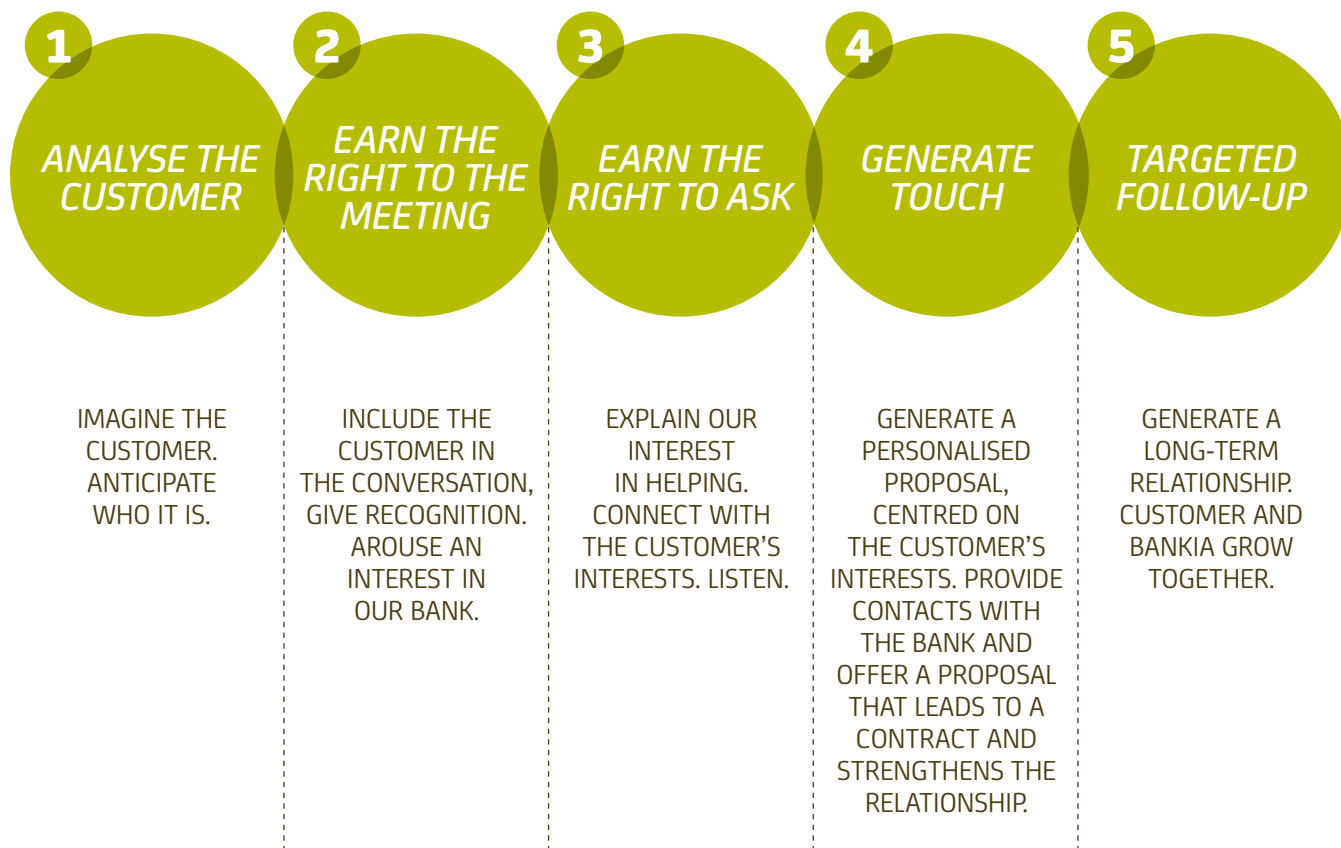 1
ANALYSE THE
CUSTOMER
IMAGINE THE
CUSTOMER.
ANTICIPATE
WHO IT IS.
2
EARN THE
RIGHT TO THE
MEETING
INCLUDE THE
CUSTOMER IN
THE CONVERSATION,
GIVE RECOGNITION.
AROUSE AN
INTEREST IN
OUR BANK.
3
EARN THE
RIGHT TO ASK
EXPLAIN OUR
INTEREST
IN HELPING.
CONNECT WITH
THE CUSTOMER'S
INTERESTS. LISTEN.
4
GENERATE
TOUCH
GENERATE A
PERSONALISED
PROPOSAL,
CENTRED ON
THE CUSTOMER'S
INTERESTS. PROVIDE
CONTACTS WITH
THE BANK AND
OFFER A PROPOSAL
THAT LEADS TO A
CONTRACT AND
STRENGTHENS THE
RELATIONSHIP.
5
TARGETED
FOLLOW-UP
GENERATE A
LONG-TERM
RELATIONSHIP.
CUSTOMER AND
BANKIA GROW
TOGETHER.